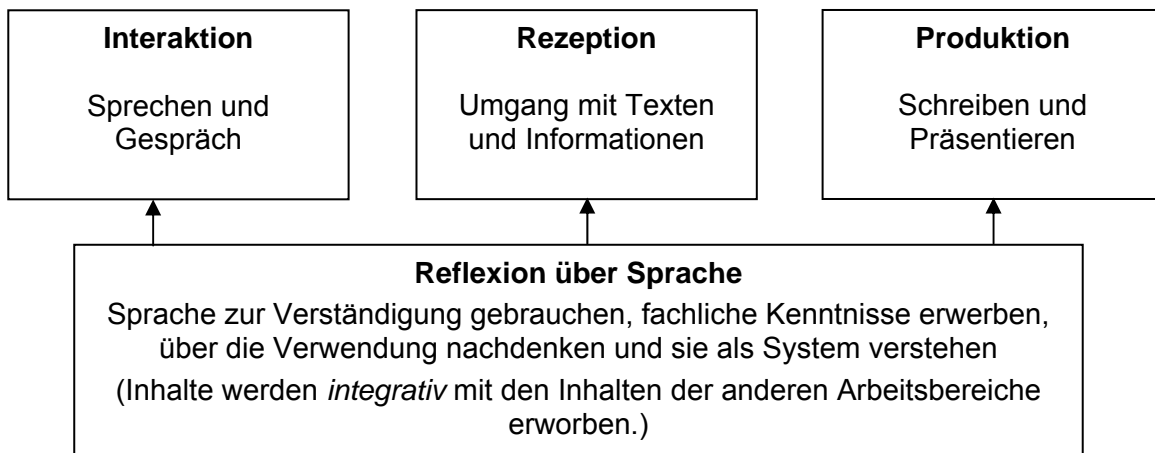 Interaktion
Sprechen und
Gespräch
Rezeption
Umgang mit Texten
und Informationen
Produktion
Schreiben und
Präsentieren
Reflexion über Sprache
Sprache zur Verständigung gebrauchen, fachliche Kenntnisse erwerben,
über die Verwendung nachdenken und sie als System verstehen
(Inhalte werden integrativ mit den Inhalten der anderen Arbeitsbereiche
erworben.)